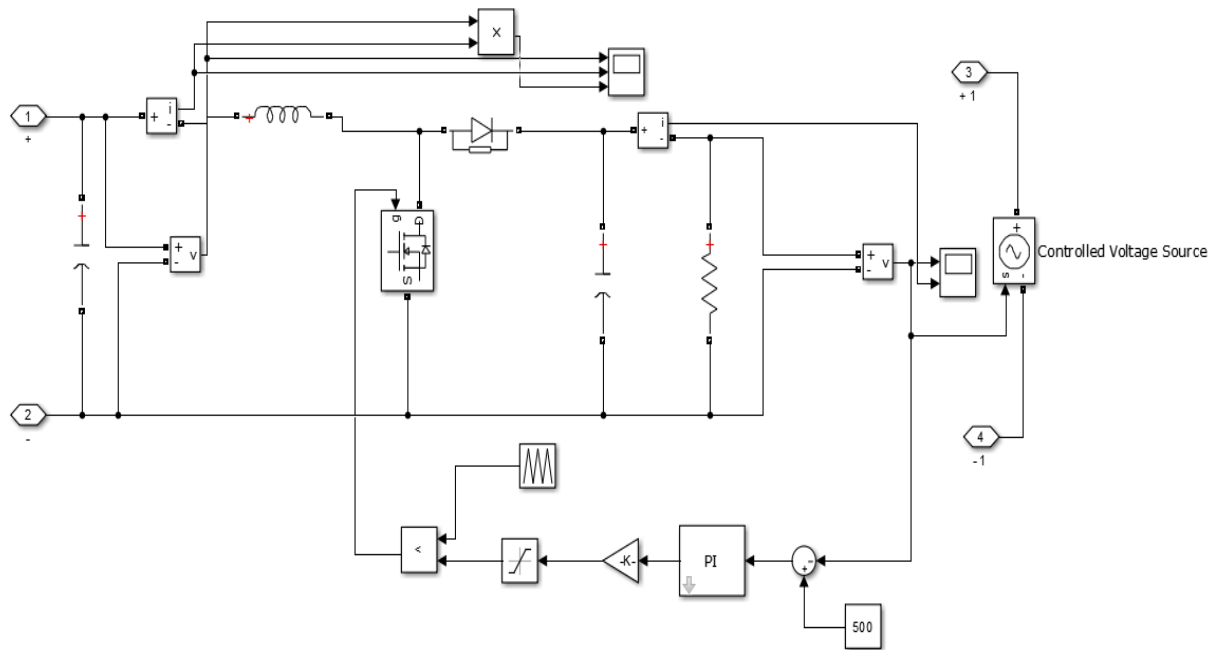 x
3
+ 1
1
+
+
i
-
+
+
i
-
g
D
S
+
+
-
v
+
+
+
-
v
+
s
-
Controlled Voltage Source
2
-
4
-1
<
-K-
PI
-
+
500